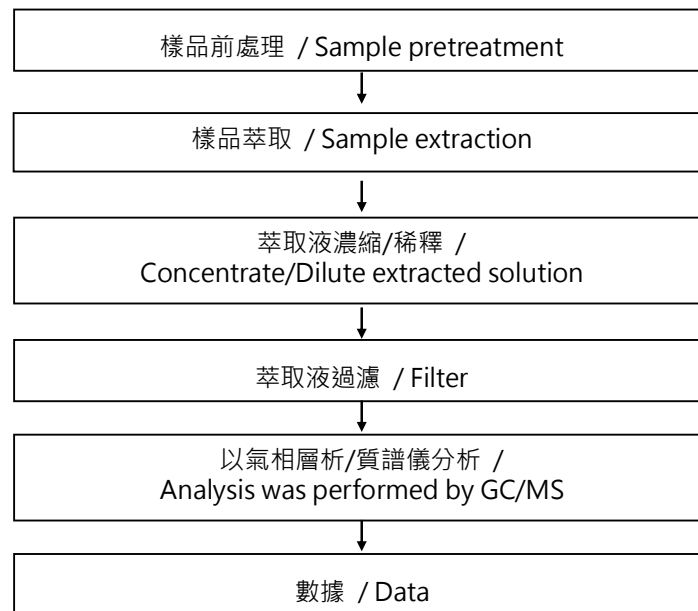 樣品前處理 / Sample pretreatment
樣品萃取 / Sample extraction
萃取液濃縮/稀釋 /
Concentrate/Dilute extracted solution
萃取液過濾 / Filter
以氣相層析/質譜儀分析 /
Analysis was performed by GC/MS
數據 / Data